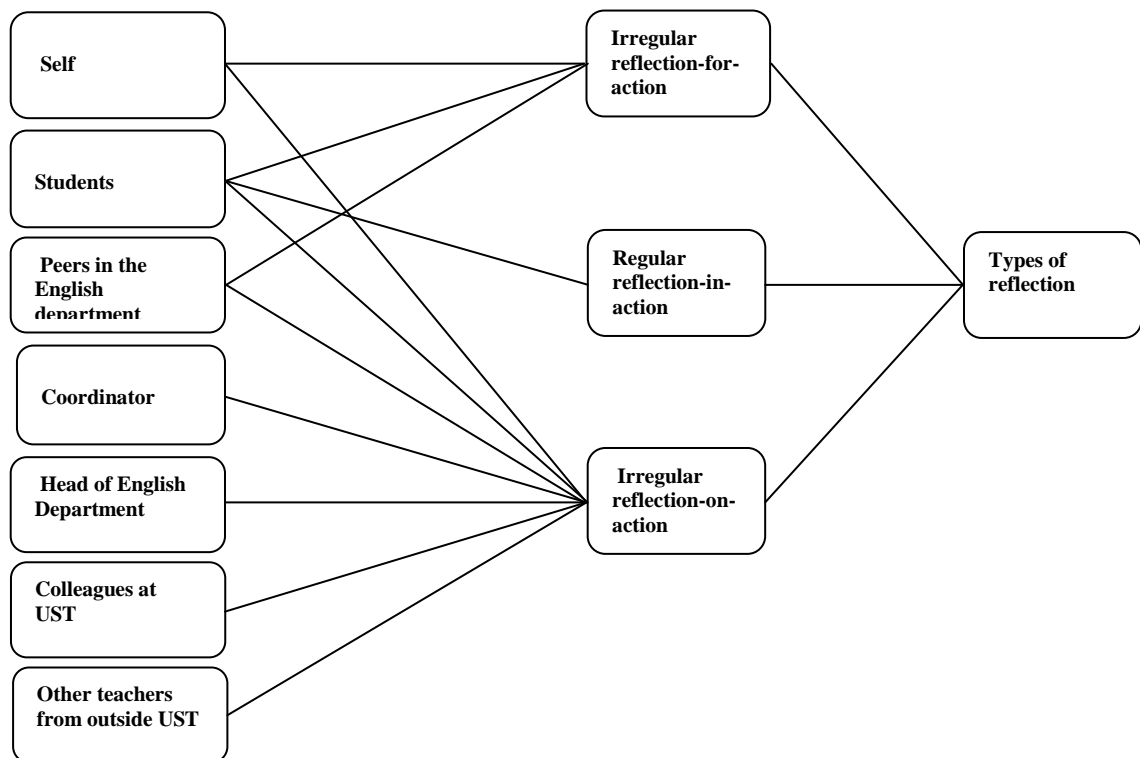 Self
Students
Peers in the
English
department
Coordinator
Head of English
Department
Colleagues at
UST
Other teachers
from outside UST
Irregular
reflection-for-
action
Regular
reflection-in-
action
Irregular
reflection-on-
action
Types of
reflection